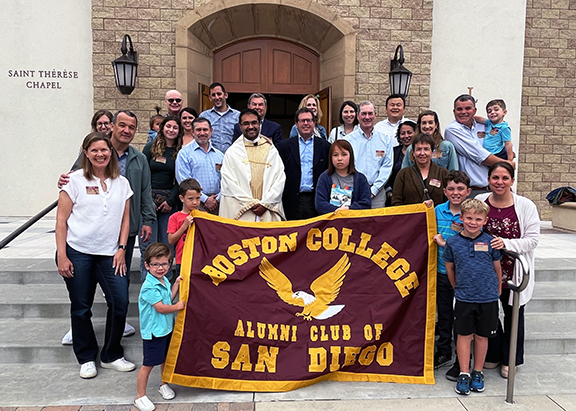 SAINT THÉRÈSE
CHAPEL
BOSTON COLLEGE
ALUMNI CLUB OF
SAN DIEGO